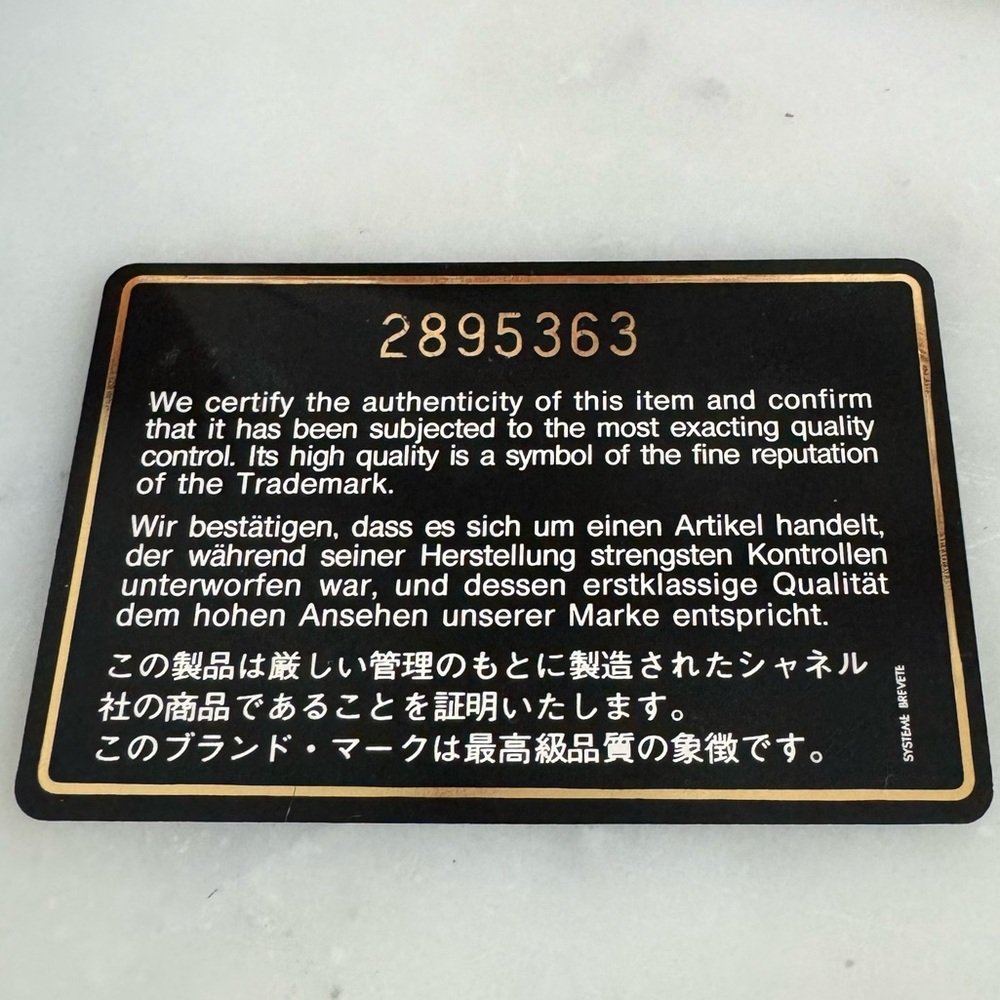 2895363
We certify the authenticity of this item and confirm
that it has been subjected to the most exacting quality
control. Its high quality is a symbol of the fine reputation
of the Trademark.
Wir bestätigen, dass es sich um einen Artikel handelt,
der während seiner Herstellung strengsten Kontrollen
unterworfen war, und dessen erstklassige Qualität
dem hohen Ansehen unserer Marke entspricht.
この製品は厳しい管理のもとに製造されたシャネル
社の商品であることを証明いたします。
このブランド・マークは最高級品質の象徴です。
SYSTEME BREVETE